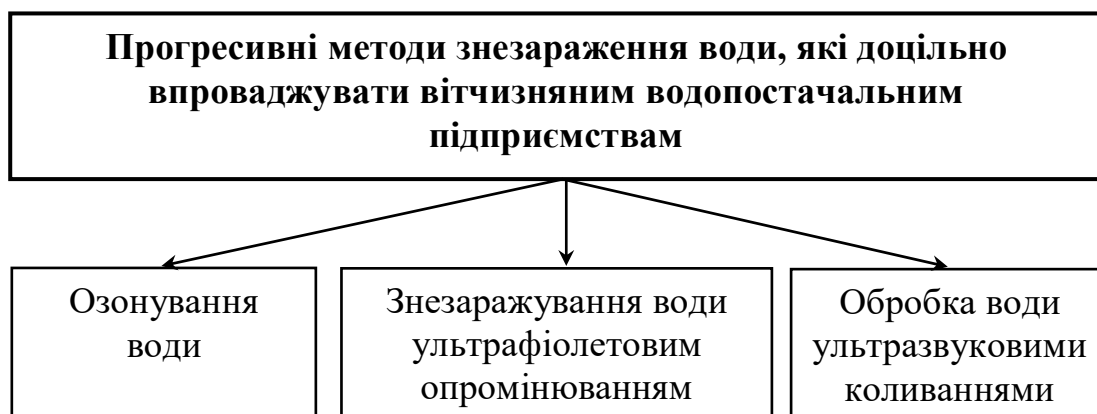 Прогресивні методи знезараження води, які доцільно
впроваджувати вітчизняним водопостачальним
підприємствам
Озонування
води
Знезаражування води
ультрафіолетовим
опромінюванням
Обробка води
ультразвуковими
коливаннями